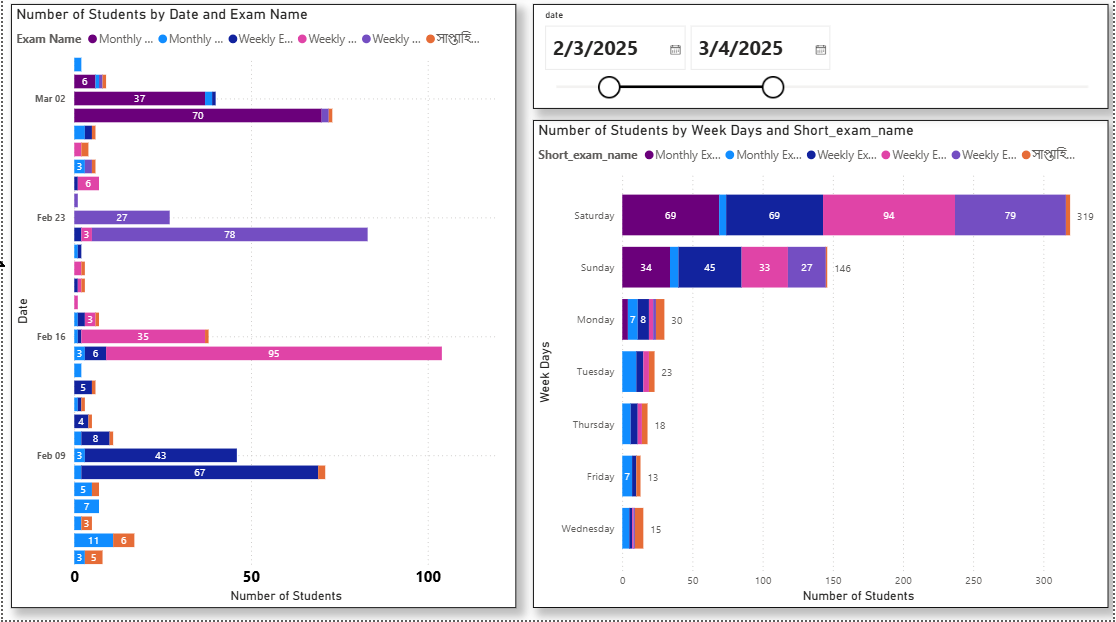 Number of Students by Date and Exam Name
Exam Name Monthly ... Monthly ... Weekly E... Weekly ... Weekly ... সাপ্তাহি...
6
Mar 02 37
70
3
6
Feb 23 27
3 78
3
Feb 16 35
3 6 95
5
4
8
Feb 09 3 43
67
5
7
3
11 6
3 5
0 50 100
Number of Students
Date
date
2/3/2025 3/4/2025
Number of Students by Week Days and Short_exam_name
Short_exam_name Monthly Ex... Monthly Ex... Weekly Ex... Weekly E... Weekly E... সাপ্তাহি...
Saturday 69 69 94 79 319
Sunday 34 45 33 27 146
Monday 7 8 30
Tuesday 23
Thursday 18
Friday 7 13
Wednesday 15
0 50 100 150 200 250 300
Number of Students
Week Days